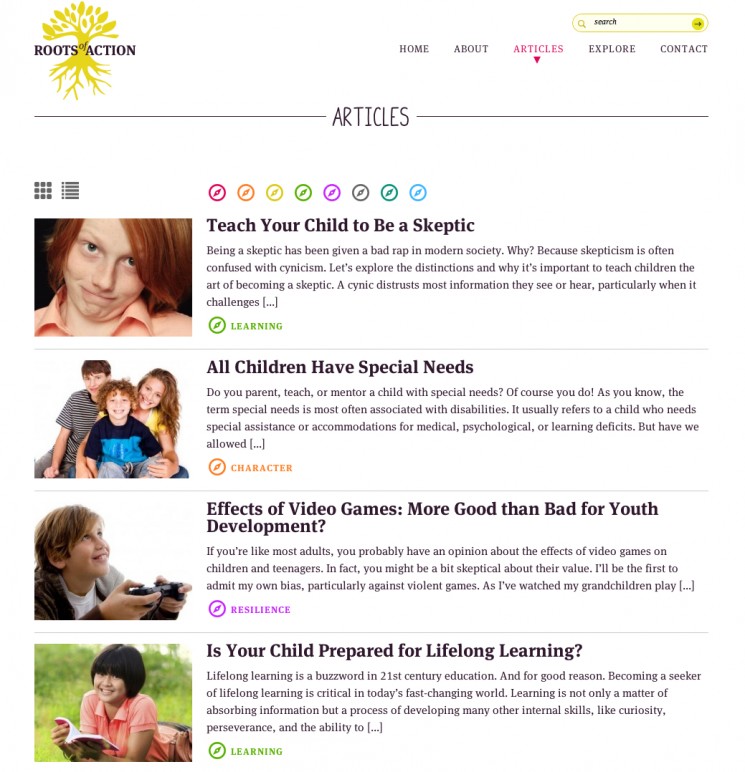 search
ROOTS of ACTION
HOME ABOUT ARTICLES EXPLORE CONTACT
ARTICLES
Teach Your Child to Be a Skeptic
Being a skeptic has been given a bad rap in modern society. Why? Because skepticism is often
confused with cynicism. Let's explore the distinctions and why it's important to teach children the
art of becoming a skeptic. A cynic distrusts most information they see or hear, particularly when it
challenges [...]
LEARNING
All Children Have Special Needs
Do you parent, teach, or mentor a child with special needs? Of course you do! As you know, the
term special needs is most often associated with disabilities. It usually refers to a child who needs
special assistance or accommodations for medical, psychological, or learning deficits. But have we
allowed [...]
CHARACTER
Effects of Video Games: More Good than Bad for Youth
Development?
If you're like most adults, you probably have an opinion about the effects of video games on
children and teenagers. In fact, you might be a bit skeptical about their value. I'll be the first to
admit my own bias, particularly against violent games. As I've watched my grandchildren play [...]
RESILIENCE
Is Your Child Prepared for Lifelong Learning?
Lifelong learning is a buzzword in 21st century education. And for good reason. Becoming a seeker
of lifelong learning is critical in today's fast-changing world. Learning is not only a matter of
absorbing information but a process of developing many other internal skills, like curiosity,
perseverance, and the ability to [...]
LEARNING